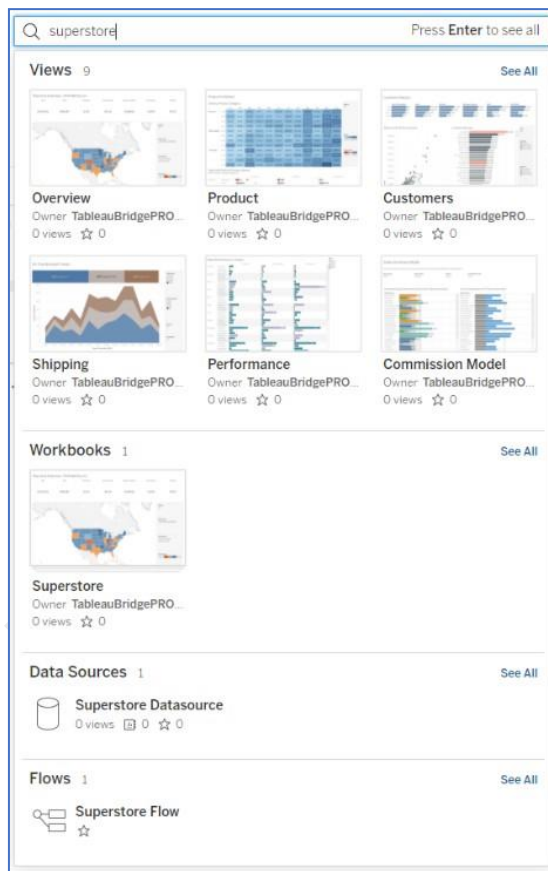 superstore Press Enter to see all
Views 9 See All
Overview Product Customers
Owner TableauBridgePRO... Owner TableauBridgePRO... Owner TableauBridgePRO...
0 views 0 0 views 0 0 views 0
Shipping Performance Commission Model
Owner TableauBridgePRO... Owner TableauBridgePRO... Owner TableauBridgePRO...
0 views 0 0 views 0 0 views 0
Workbooks 1 See All
Superstore
Owner TableauBridgePRO...
0 views 0
Data Sources 1 See All
Superstore Datasource
0 views 0 0
Flows 1 See All
Superstore Flow